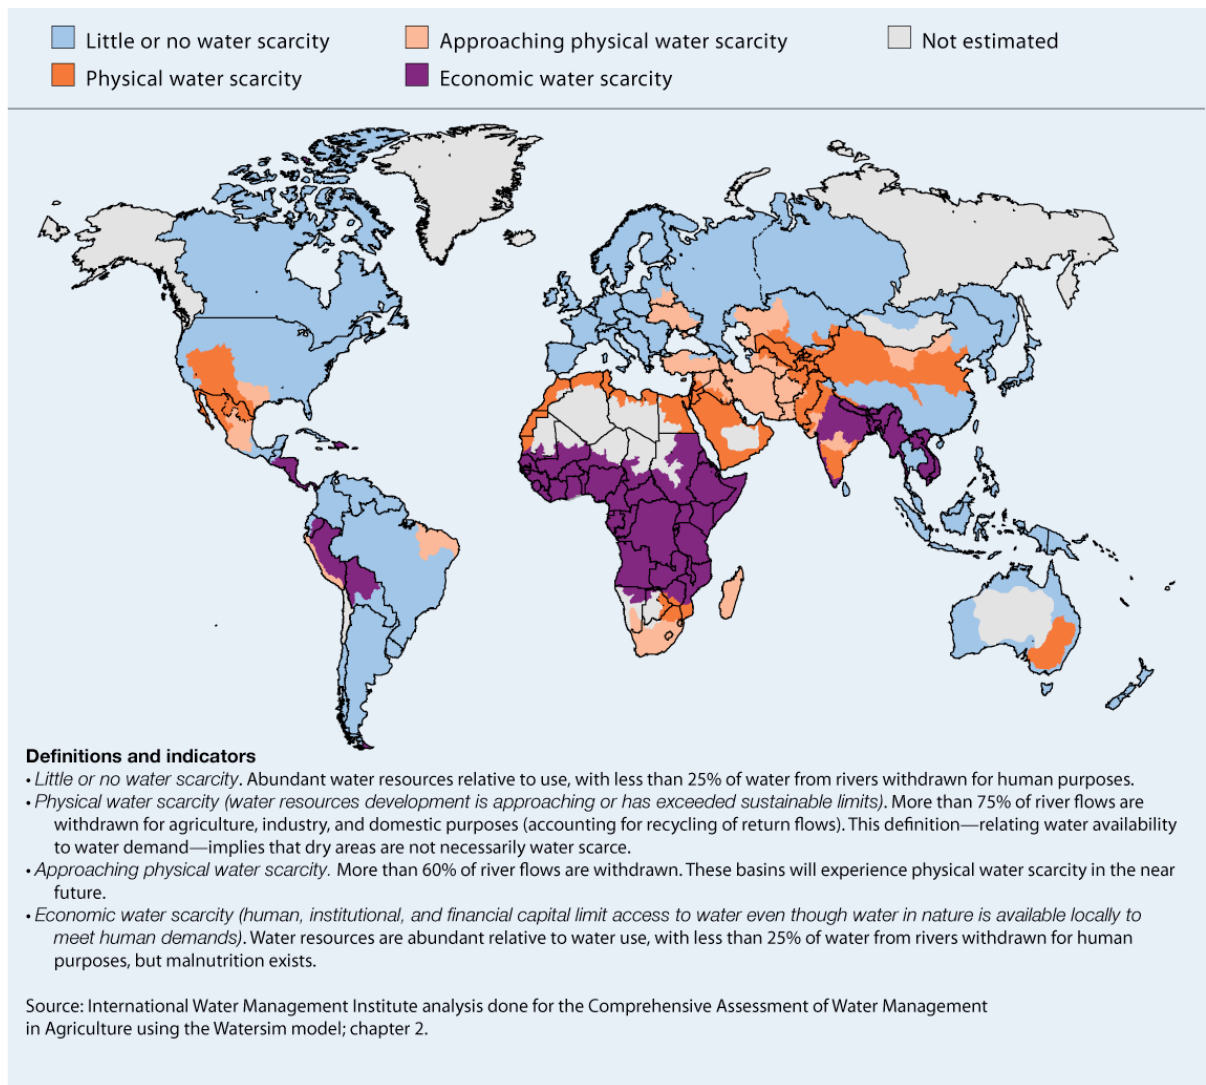 Little or no water scarcity
Approaching physical water scarcity
Not estimated
Physical water scarcity
Economic water scarcity
Definitions and indicators
• Little or no water scarcity. Abundant water resources relative to use, with less than 25% of water from rivers withdrawn for human purposes.
• Physical water scarcity (water resources development is approaching or has exceeded sustainable limits). More than 75% of river flows are
withdrawn for agriculture, industry, and domestic purposes (accounting for recycling of return flows). This definition—relating water availability
to water demand—implies that dry areas are not necessarily water scarce.
• Approaching physical water scarcity. More than 60% of river flows are withdrawn. These basins will experience physical water scarcity in the near
future.
• Economic water scarcity (human, institutional, and financial capital limit access to water even though water in nature is available locally to
meet human demands). Water resources are abundant relative to water use, with less than 25% of water from rivers withdrawn for human
purposes, but malnutrition exists.
Source: International Water Management Institute analysis done for the Comprehensive Assessment of Water Management
in Agriculture using the Watersim model; chapter 2.